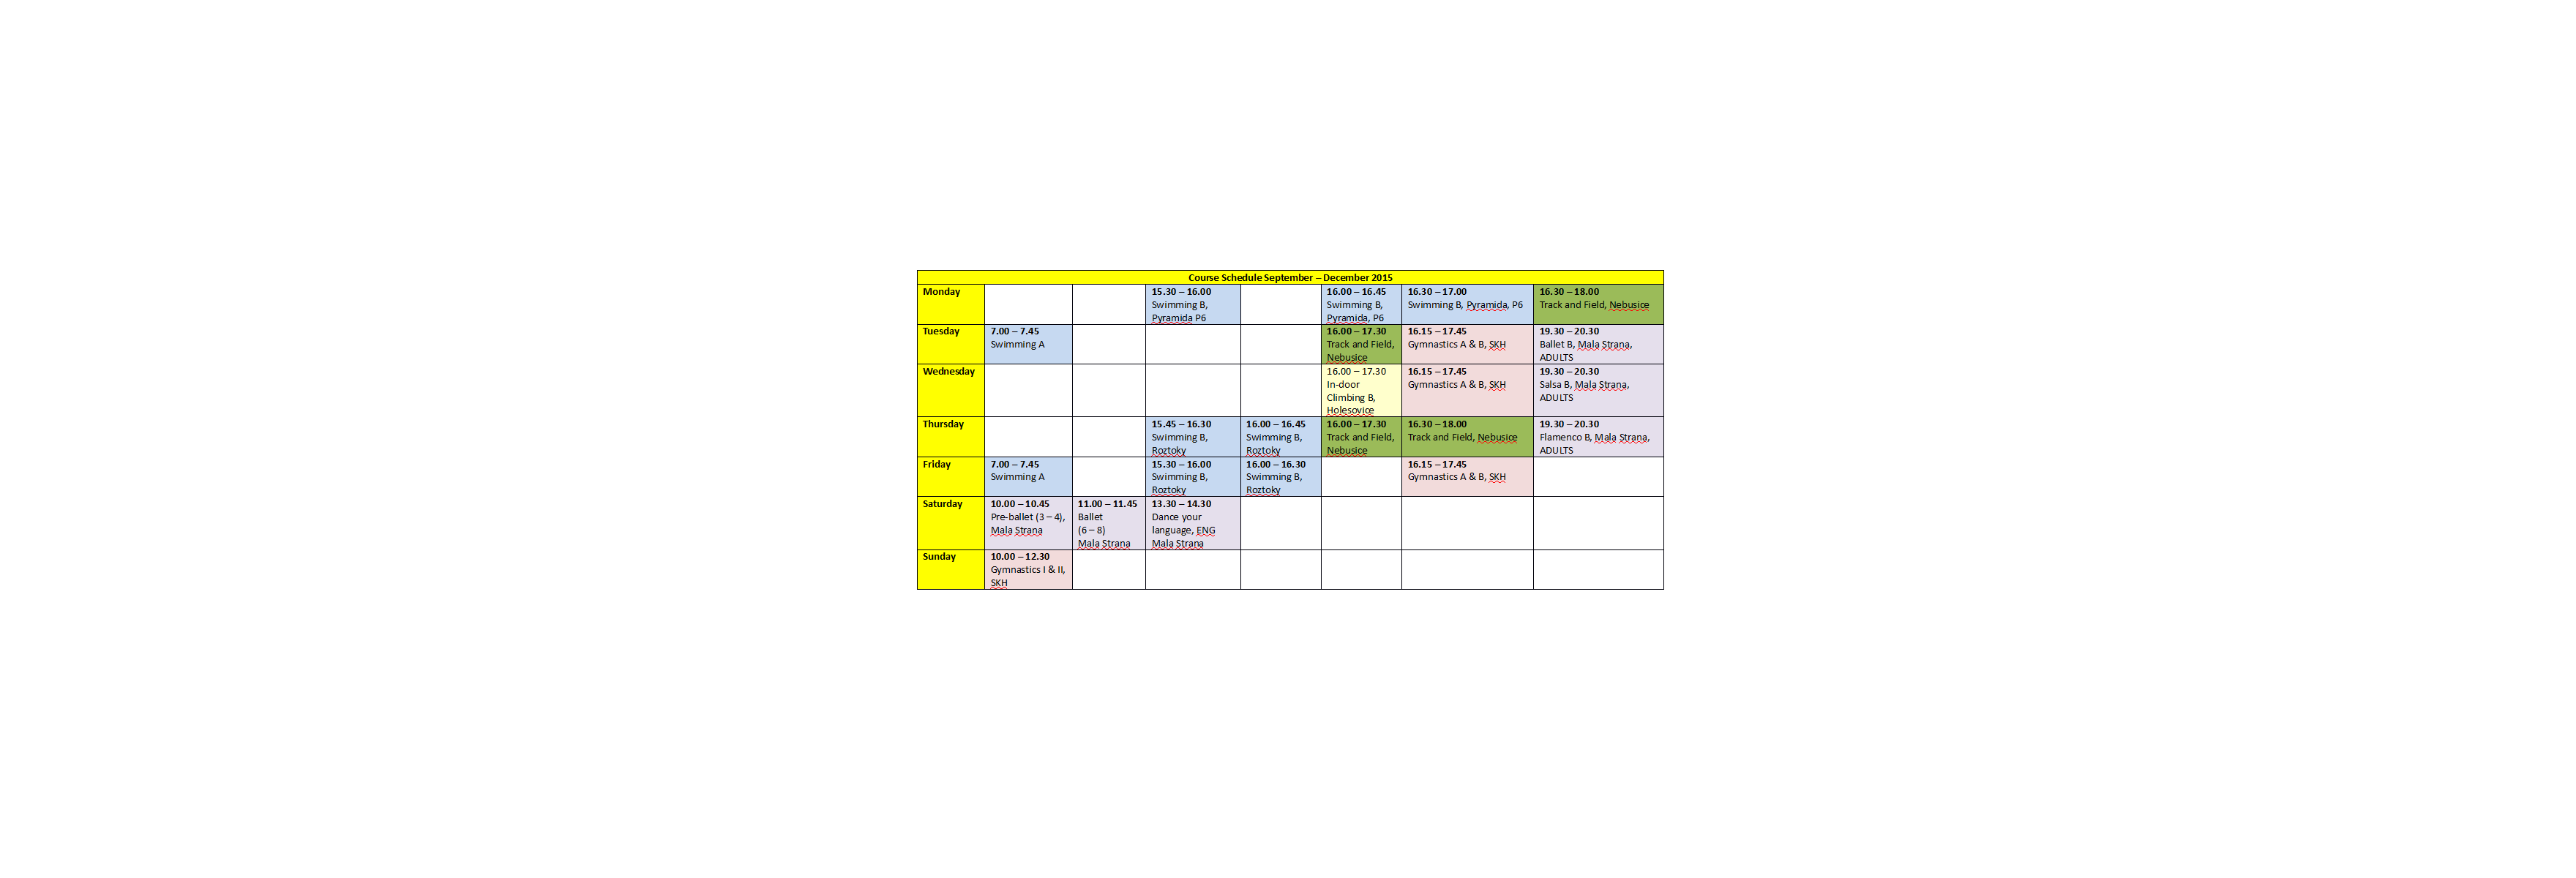 Course Schedule September – December 2015
Monday
15.30 – 16.00
Swimming B,
Pyramida P6
16.00 – 16.45
Swimming B,
Pyramida, P6
16.30 – 17.00
Swimming B, Pyramida, P6
16.30 – 18.00
Track and Field, Nebusice
Tuesday
7.00 – 7.45
Swimming A
16.00 – 17.30
Track and Field,
Nebusice
16.15 – 17.45
Gymnastics A & B, SKH
19.30 – 20.30
Ballet B, Mala Strana,
ADULTS
Wednesday
16.00 – 17.30
In-door
Climbing B,
Holesovice
16.15 – 17.45
Gymnastics A & B, SKH
19.30 – 20.30
Salsa B, Mala Strana,
ADULTS
Thursday
15.45 – 16.30
Swimming B,
Roztoky
16.00 – 16.45
Swimming B,
Roztoky
16.00 – 17.30
Track and Field,
Nebusice
16.30 – 18.00
Track and Field, Nebusice
19.30 – 20.30
Flamenco B, Mala Strana,
ADULTS
Friday
7.00 – 7.45
Swimming A
15.30 – 16.00
Swimming B,
Roztoky
16.00 – 16.30
Swimming B,
Roztoky
16.15 – 17.45
Gymnastics A & B, SKH
Saturday
10.00 – 10.45
Pre-ballet (3 – 4),
Mala Strana
11.00 – 11.45
Ballet
(6 – 8)
Mala Strana
13.30 – 14.30
Dance your
language, ENG
Mala Strana
Sunday
10.00 – 12.30
Gymnastics I & II,
SKH